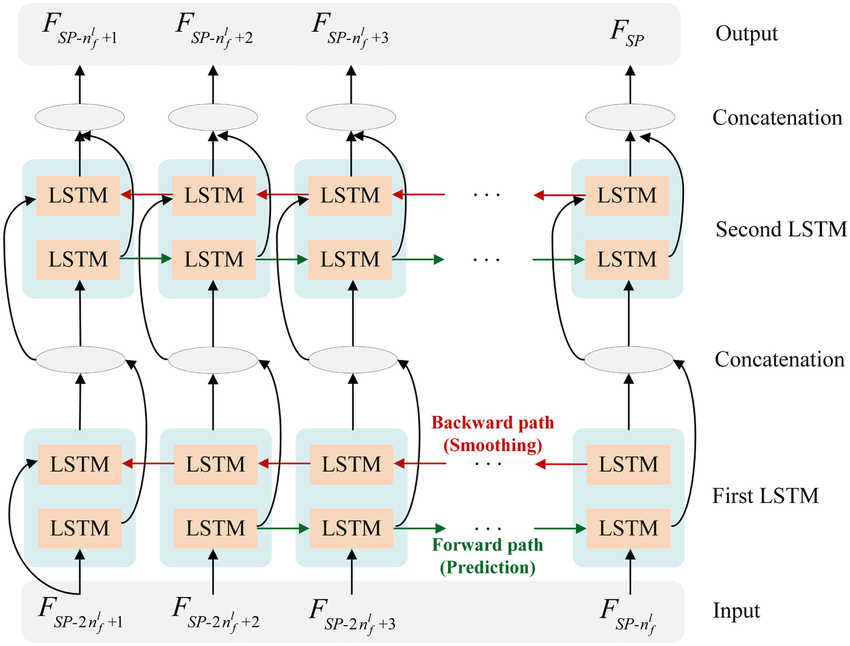 F_{SP-n_f^l+1} F_{SP-n_f^l+2} F_{SP-n_f^l+3} F_{SP} Output
Concatenation
LSTM LSTM LSTM · · · LSTM
Second LSTM
LSTM LSTM LSTM · · · LSTM
Concatenation
Backward path
(Smoothing)
LSTM LSTM LSTM · · · LSTM
First LSTM
LSTM LSTM LSTM · · · LSTM
Forward path
(Prediction)
F_{SP-2n_f^l+1} F_{SP-2n_f^l+2} F_{SP-2n_f^l+3} F_{SP-n_f^l} Input